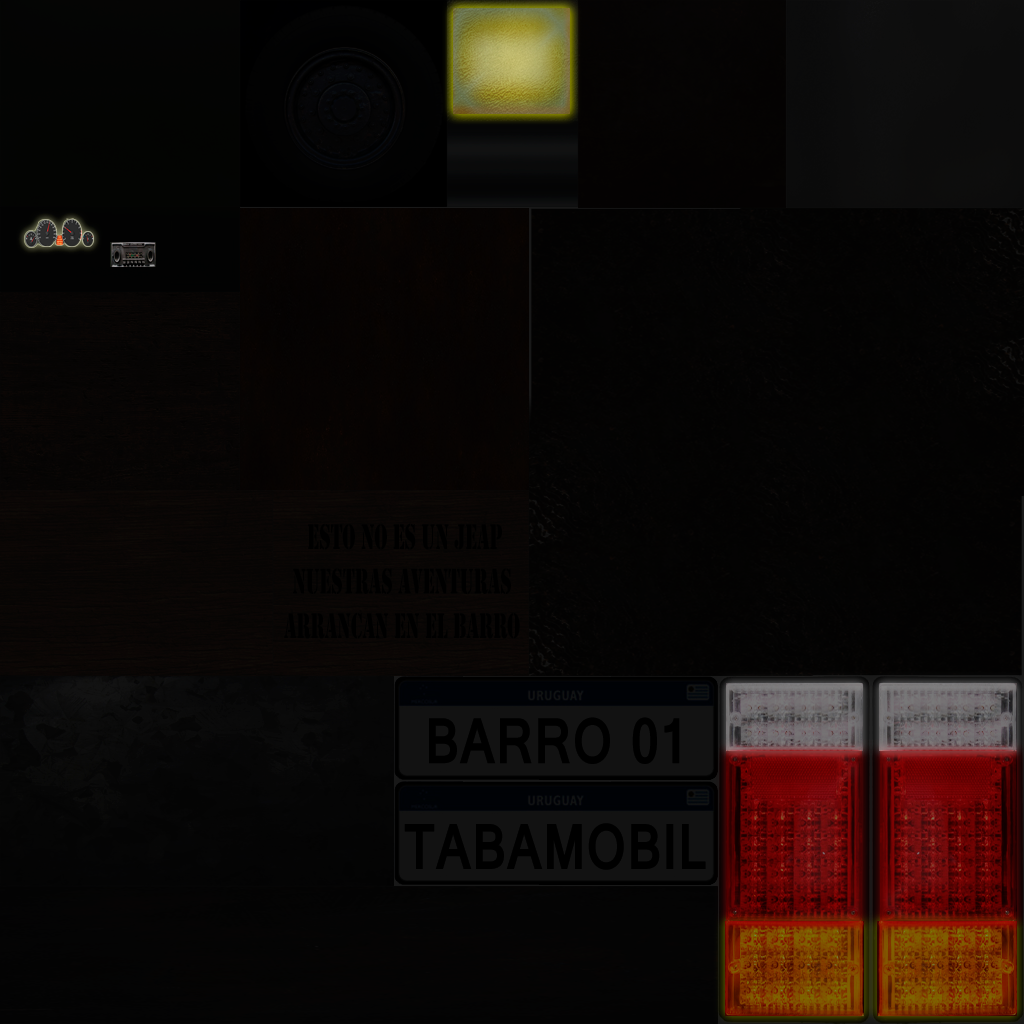 ESTO NO ES UN JEAP
NUESTRAS AVENTURAS
ARRANCAN EN EL BARRO
URUGUAY
BARRO 01
URUGUAY
TABAMOBIL